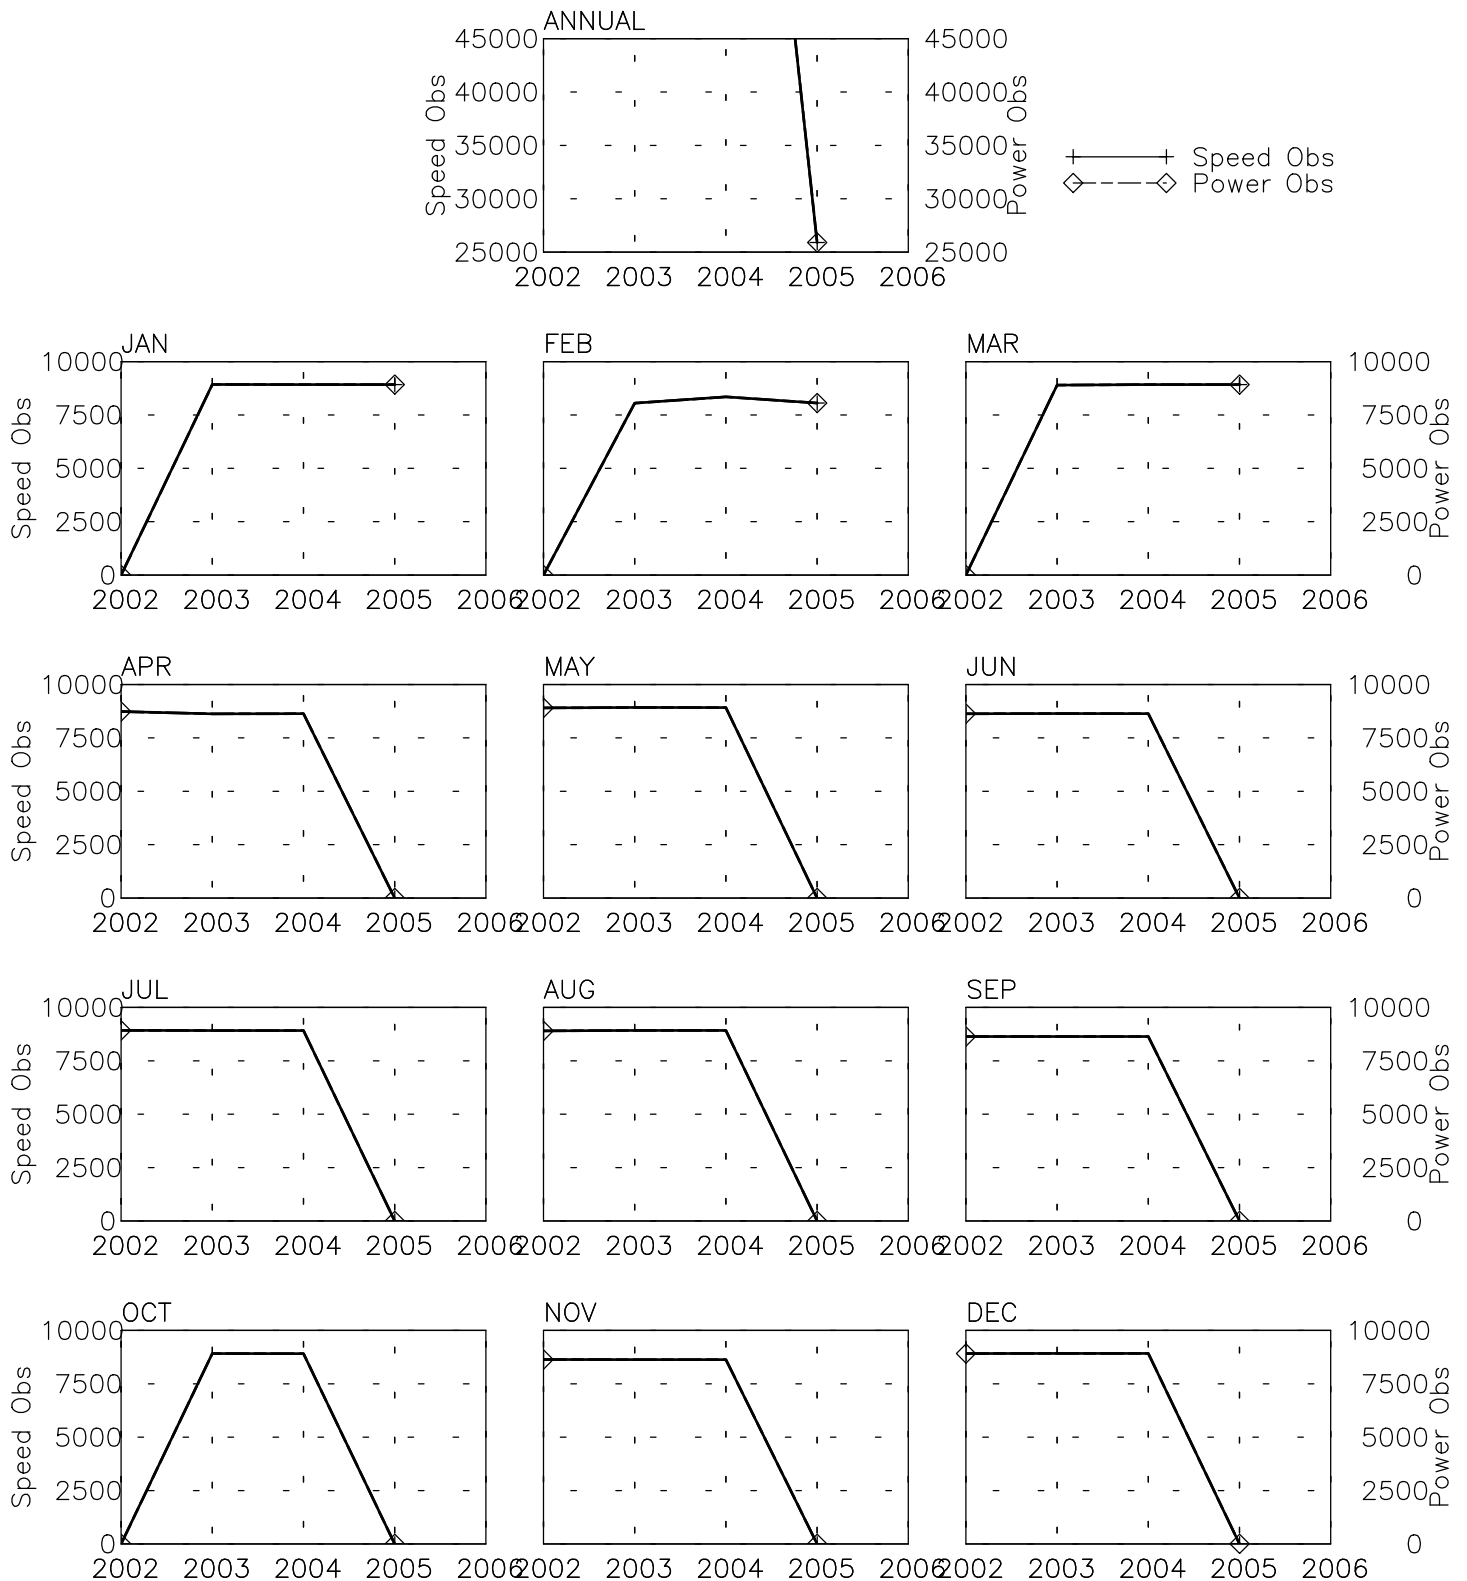 ANNUAL
45000 45000
40000 40000
35000 35000
30000 30000
25000 25000
Speed Obs
Power Obs
2002 2003 2004 2005 2006
Speed Obs
Power Obs
JAN FEB MAR
10000 10000
7500 7500
5000 5000
2500 2500
0 0
Speed Obs
Power Obs
2002 2003 2004 2005 2006 2002 2003 2004 2005 2006 2002 2003 2004 2005 2006
APR MAY JUN
10000 10000
7500 7500
5000 5000
2500 2500
0 0
Speed Obs
Power Obs
2002 2003 2004 2005 2006 2002 2003 2004 2005 2006 2002 2003 2004 2005 2006
JUL AUG SEP
10000 10000
7500 7500
5000 5000
2500 2500
0 0
Speed Obs
Power Obs
2002 2003 2004 2005 2006 2002 2003 2004 2005 2006 2002 2003 2004 2005 2006
OCT NOV DEC
10000 10000
7500 7500
5000 5000
2500 2500
0 0
Speed Obs
Power Obs
2002 2003 2004 2005 2006 2002 2003 2004 2005 2006 2002 2003 2004 2005 2006